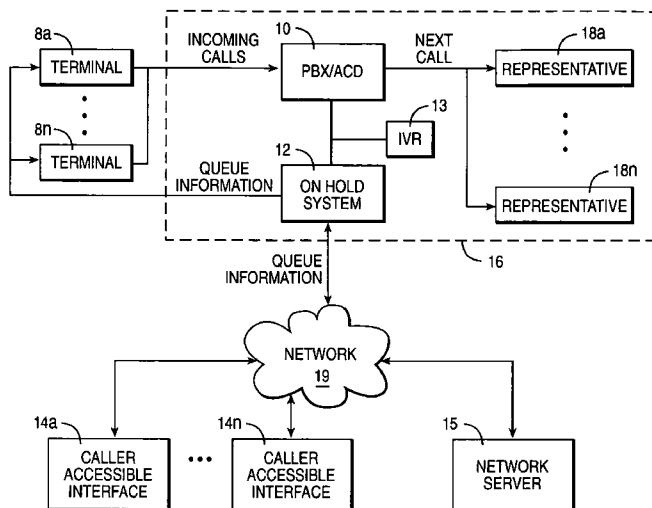 8a
TERMINAL
8n
TERMINAL
INCOMING
CALLS
10
PBX/ACD
NEXT
CALL
18a
REPRESENTATIVE
13
IVR
12
ON HOLD
SYSTEM
QUEUE
INFORMATION
18n
REPRESENTATIVE
16
QUEUE
INFORMATION
NETWORK
19
14a
CALLER
ACCESSIBLE
INTERFACE
14n
CALLER
ACCESSIBLE
INTERFACE
15
NETWORK
SERVER